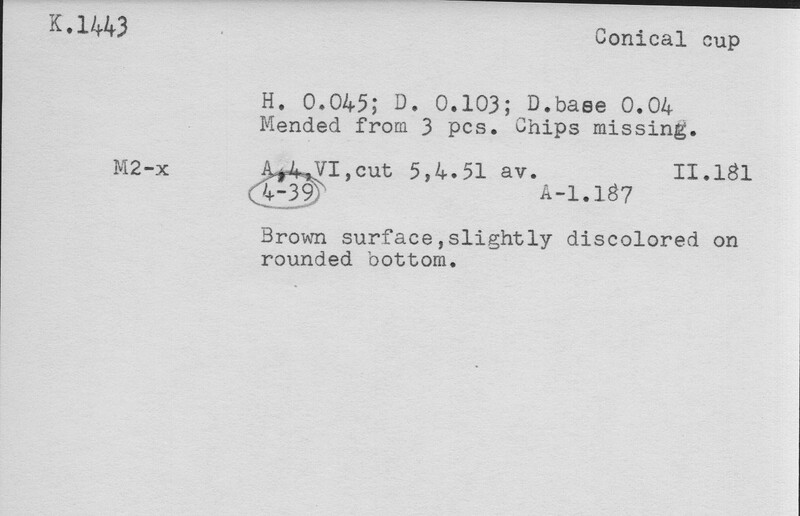 K.1443
Conical cup
H. 0.045; D. 0.103; D.base 0.04
Mended from 3 pcs. Chips missing.
M2-x A,4,VI,cut 5,4.51 av. II.181
4-39 A-1.187
Brown surface,slightly discolored on
rounded bottom.